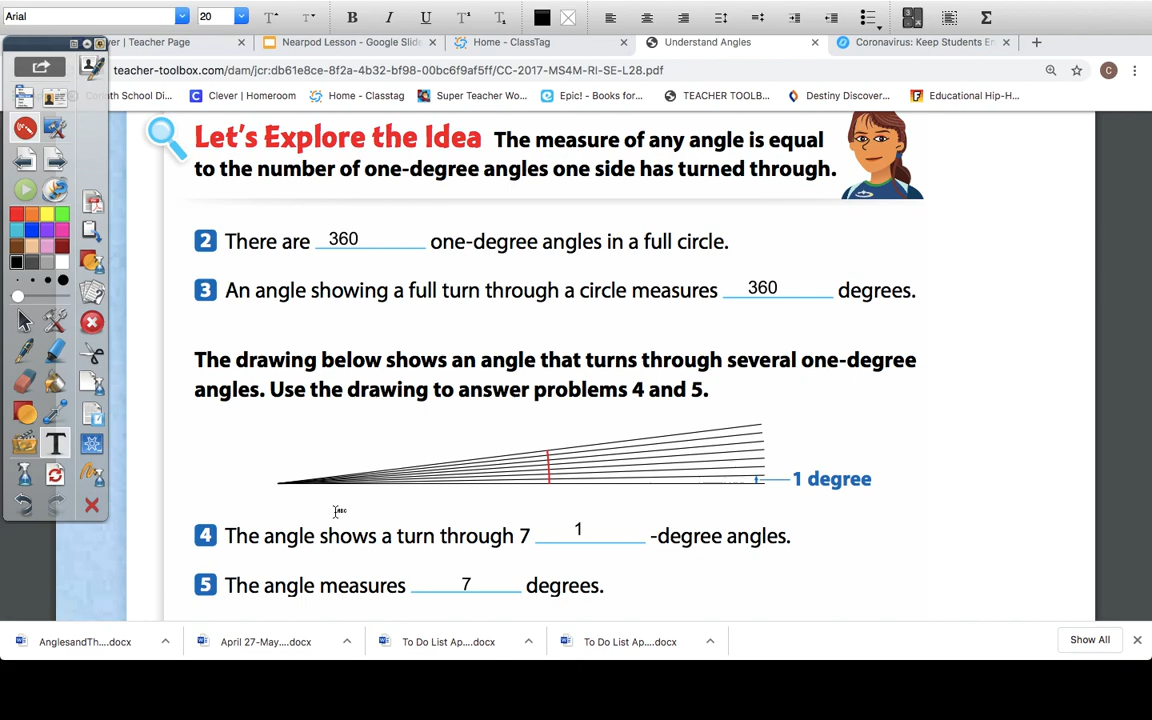 Arial 20 B I U T T Σ
ver | Teacher Page Nearpod Lesson - Google Slide Home - ClassTag Understand Angles Coronavirus: Keep Students En
teacher-toolbox.com/dam/jcr:db61e8ce-8f2a-4b32-bf98-00bc6f9af5ff/CC-2017-MS4M-RI-SE-L28.pdf C
inth School Di... Clever | Homeroom Home - Classtag Super Teacher Wo... Epic! - Books for... TEACHER TOOLB... Destiny Discover... Educational Hip-H...
Let's Explore the Idea The measure of any angle is equal
to the number of one-degree angles one side has turned through.
2 There are 360 one-degree angles in a full circle.
3 An angle showing a full turn through a circle measures 360 degrees.
The drawing below shows an angle that turns through several one-degree
angles. Use the drawing to answer problems 4 and 5.
1 degree
4 The angle shows a turn through 7 1 -degree angles.
5 The angle measures 7 degrees.
AnglesandTh....docx April 27-May....docx To Do List Ap....docx To Do List Ap....docx Show All